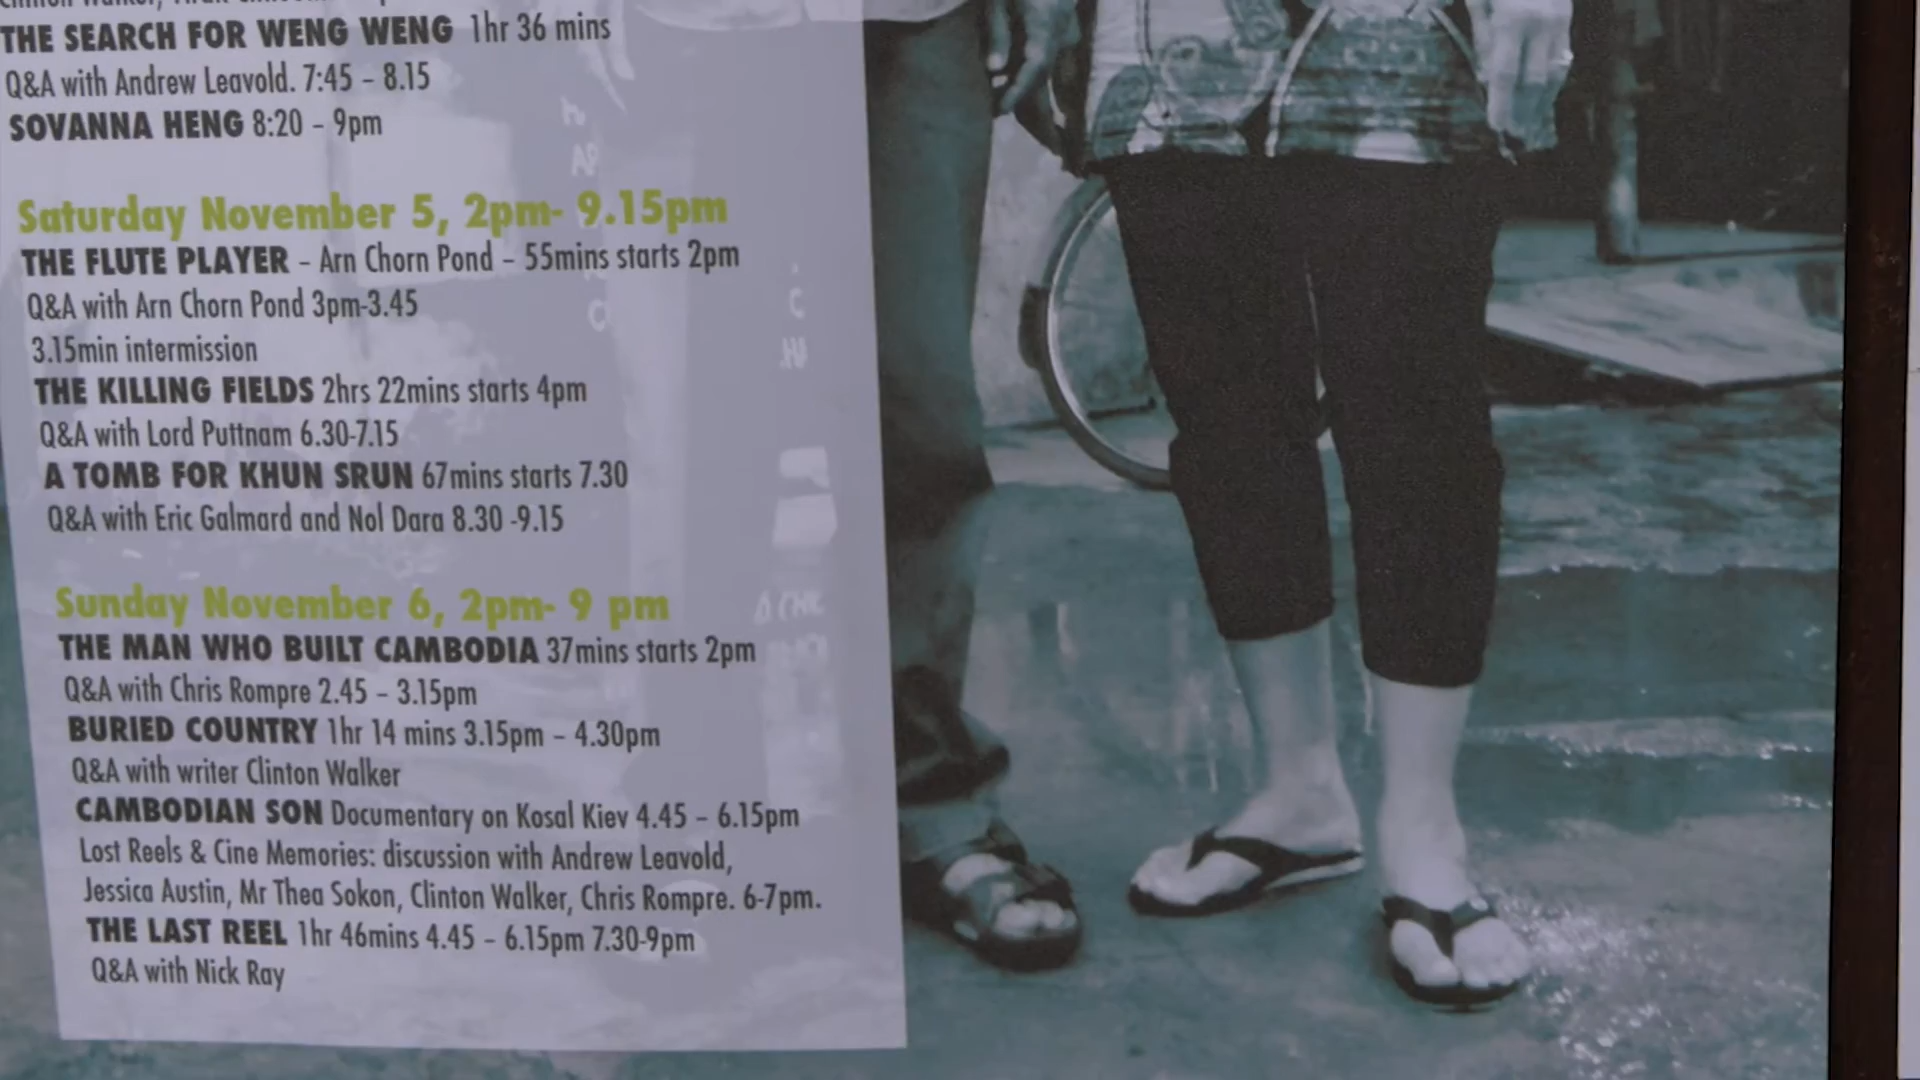 THE SEARCH FOR WENG WENG 1hr 36 mins
Q&A with Andrew Leavold. 7:45 – 8.15
SOVANNA HENG 8:20 – 9pm
Saturday November 5, 2pm- 9.15pm
THE FLUTE PLAYER – Arn Chorn Pond – 55mins starts 2pm
Q&A with Arn Chorn Pond 3pm-3.45
3.15min intermission
THE KILLING FIELDS 2hrs 22mins starts 4pm
Q&A with Lord Puttnam 6.30-7.15
A TOMB FOR KHUN SRUN 67mins starts 7.30
Q&A with Eric Galmard and Nol Dara 8.30 -9.15
Sunday November 6, 2pm- 9 pm
THE MAN WHO BUILT CAMBODIA 37mins starts 2pm
Q&A with Chris Rompre 2.45 – 3.15pm
BURIED COUNTRY 1hr 14 mins 3.15pm – 4.30pm
Q&A with writer Clinton Walker
CAMBODIAN SON Documentary on Kosal Kiev 4.45 – 6.15pm
Lost Reels & Cine Memories: discussion with Andrew Leavold,
Jessica Austin, Mr Thea Sokon, Clinton Walker, Chris Rompre. 6-7pm.
THE LAST REEL 1hr 46mins 4.45 – 6.15pm 7.30-9pm
Q&A with Nick Ray